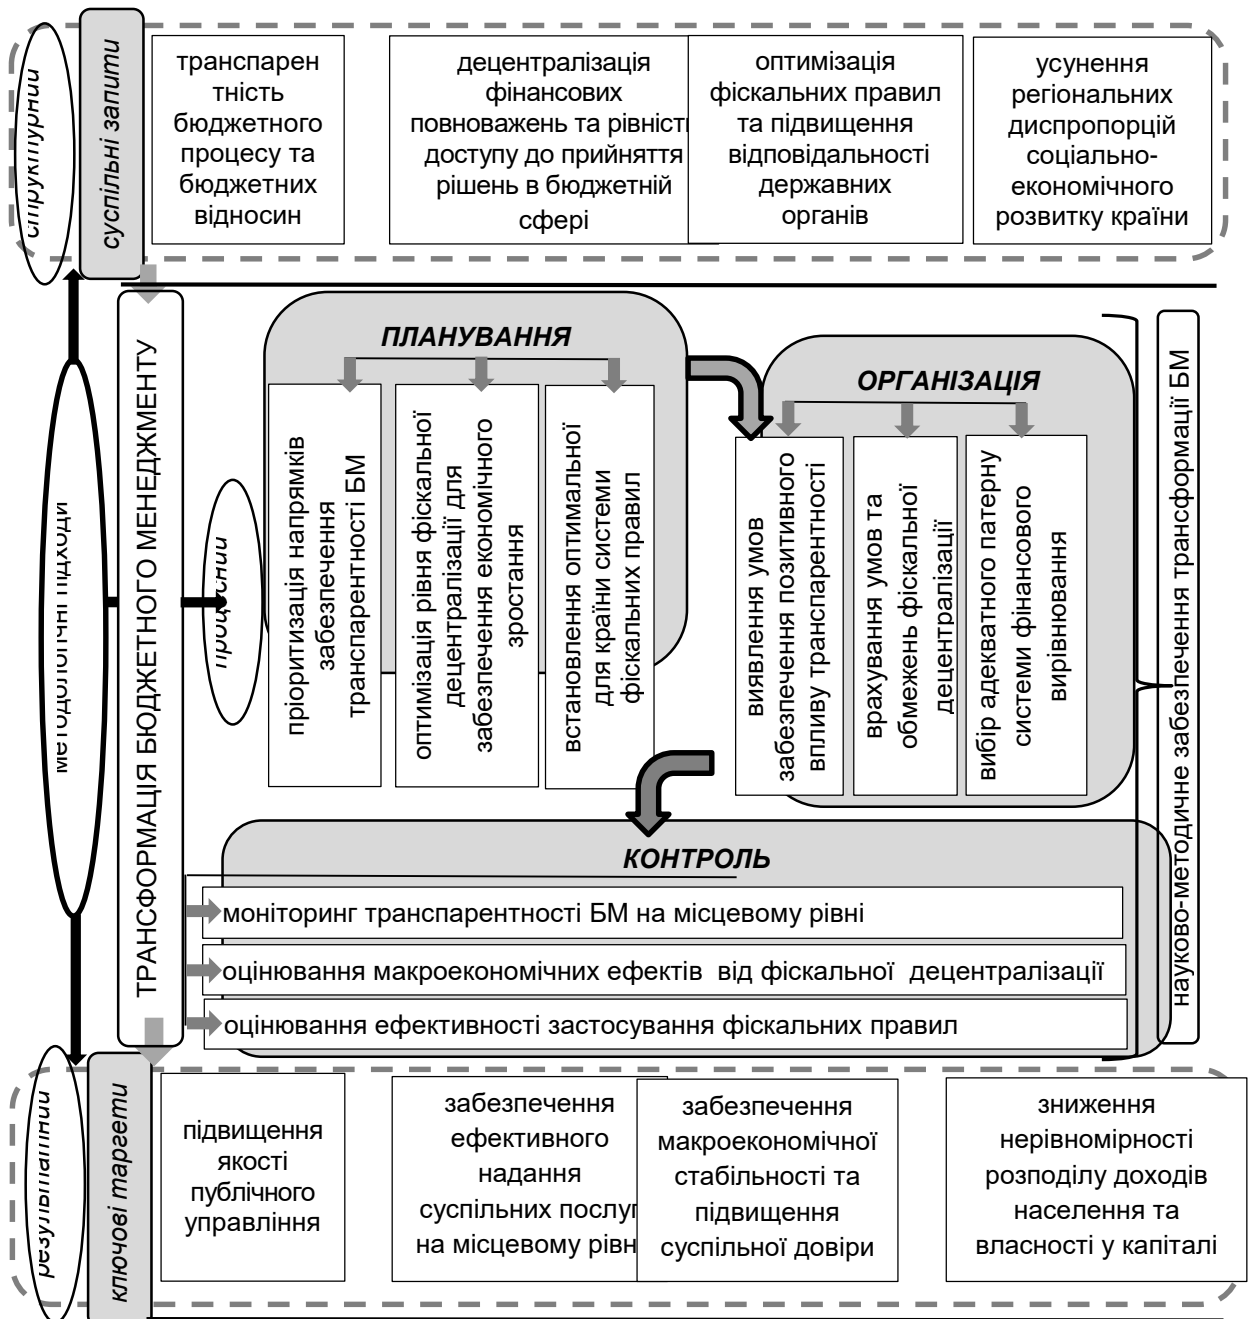 структурний
суспільні запити
транспарен
тність
бюджетного
процесу та
бюджетних
відносин
децентралізація
фінансових
повноважень та рівність
доступу до прийняття
рішень в бюджетній
сфері
оптимізація
фіскальних правил
та підвищення
відповідальності
державних
органів
усунення
регіональних
диспропорцій
соціально-
економічного
розвитку країни
методологічні підходи
ТРАНСФОРМАЦІЯ БЮДЖЕТНОГО МЕНЕДЖМЕНТУ
процесний
ПЛАНУВАННЯ
пріоритизація напрямків
забезпечення
транспарентності БМ
оптимізація рівня фіскальної
децентралізації для
забезпечення економічного
зростання
встановлення оптимальної
для країни системи
фіскальних правил
ОРГАНІЗАЦІЯ
виявлення умов
забезпечення позитивного
впливу транспарентності
врахування умов та
обмежень фіскальної
децентралізації
вибір адекватного патерну
системи фінансового
вирівнювання
науково-методичне забезпечення трансформації БМ
КОНТРОЛЬ
моніторинг транспарентності БМ на місцевому рівні
оцінювання макроекономічних ефектів від фіскальної децентралізації
оцінювання ефективності застосування фіскальних правил
ключові таргети
підвищення
якості
публічного
управління
забезпечення
ефективного
надання
суспільних послуг
на місцевому рівн
забезпечення
макроекономічної
стабільності та
підвищення
суспільної довіри
зниження
нерівномірності
розподілу доходів
населення та
власності у капіталі